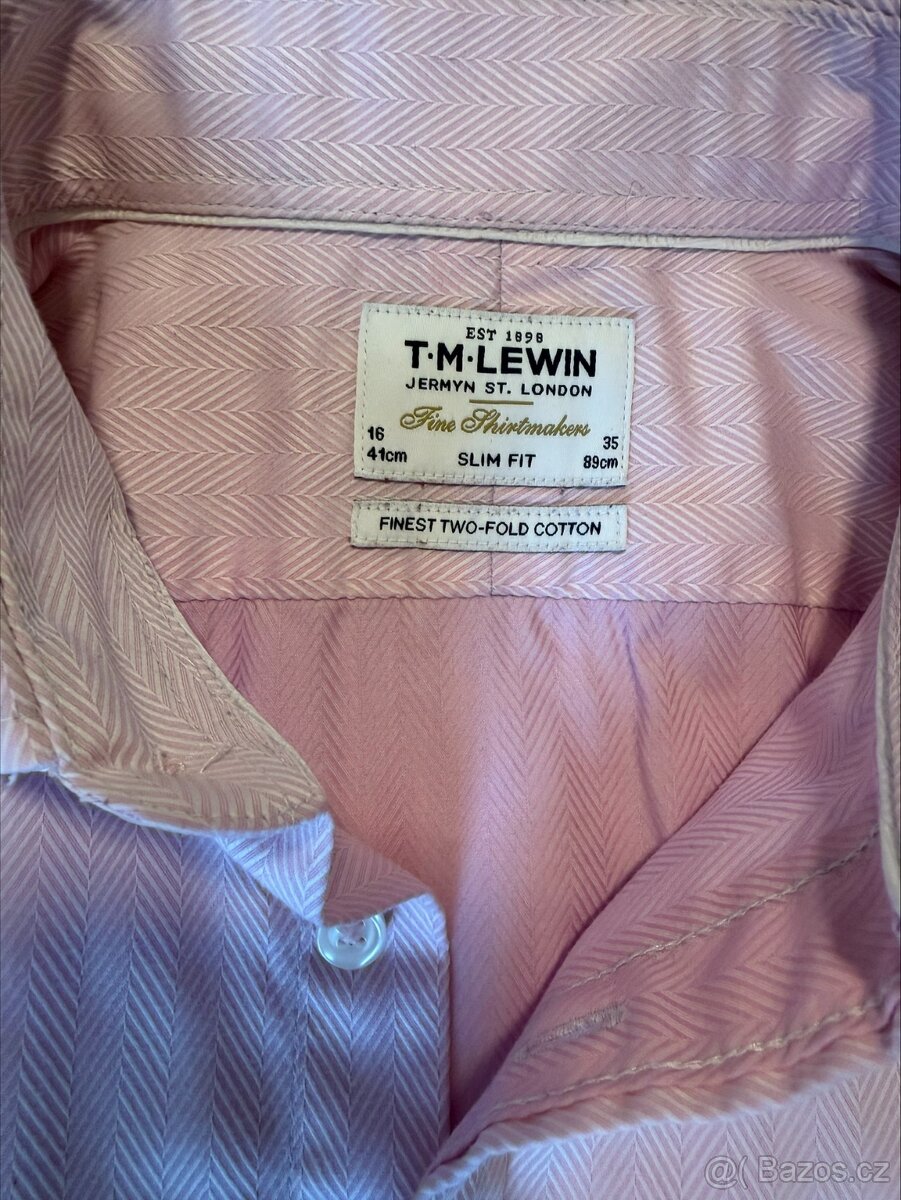 EST 1898
T·M·LEWIN
JERMYN ST. LONDON
Fine Shirtmakers
16 35
41cm SLIM FIT 89cm
FINEST TWO-FOLD COTTON
@( Bazos.cz